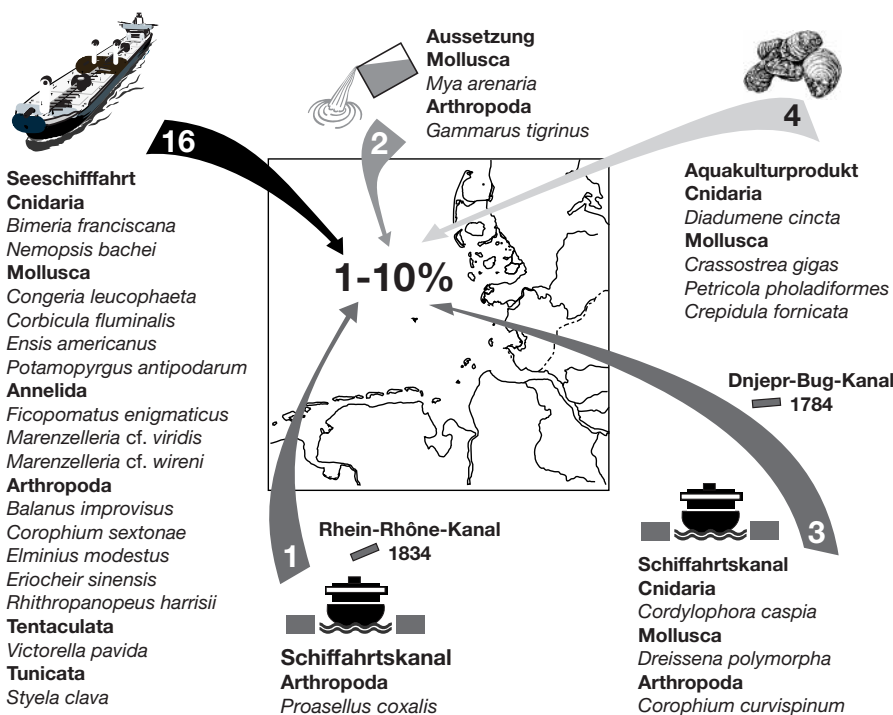 16
Seeschifffahrt
Cnidaria
Bimeria franciscana
Nemopsis bachei
Mollusca
Congeria leucophaeta
Corbicula fluminalis
Ensis americanus
Potamopyrgus antipodarum
Annelida
Ficopomatus enigmaticus
Marenzelleria cf. viridis
Marenzelleria cf. wireni
Arthropoda
Balanus improvisus
Corophium sextonae
Elminius modestus
Eriocheir sinensis
Rhithropanopeus harrisii
Tentaculata
Victorella pavida
Tunicata
Styela clava
Aussetzung
Mollusca
Mya arenaria
Arthropoda
Gammarus tigrinus
2
4
Aquakulturprodukt
Cnidaria
Diadumene cincta
Mollusca
Crassostrea gigas
Petricola pholadiformes
Crepidula fornicata
1-10%
Dnjepr-Bug-Kanal
1784
3
Schiffahrtskanal
Cnidaria
Cordylophora caspia
Mollusca
Dreissena polymorpha
Arthropoda
Corophium curvispinum
1
Rhein-Rhône-Kanal
1834
Schiffahrtskanal
Arthropoda
Proasellus coxalis